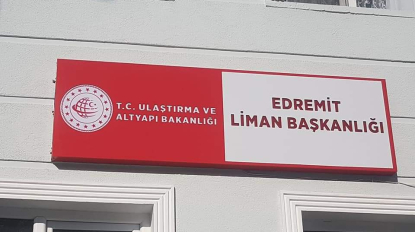 T.C. ULAŞTIRMA VE
ALTYAPI BAKANLIĞI
EDREMİT
LİMAN BAŞKANLIĞI